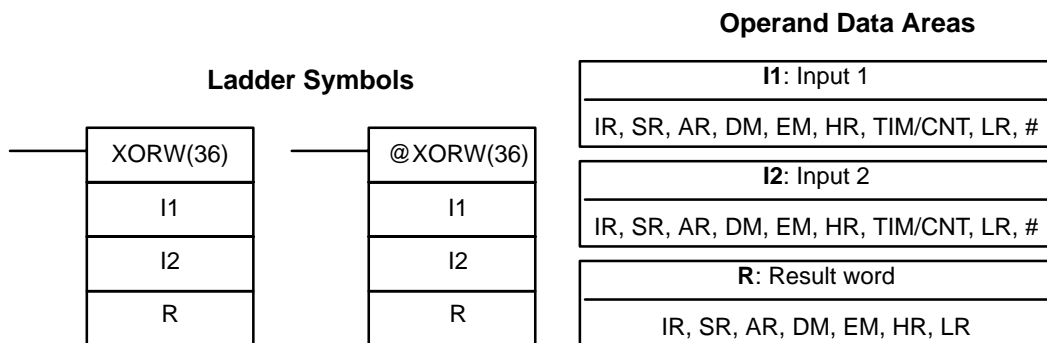 Ladder Symbols
XORW(36)
I1
I2
R
@XORW(36)
I1
I2
R
Operand Data Areas
I1: Input 1
IR, SR, AR, DM, EM, HR, TIM/CNT, LR, #
I2: Input 2
IR, SR, AR, DM, EM, HR, TIM/CNT, LR, #
R: Result word
IR, SR, AR, DM, EM, HR, LR